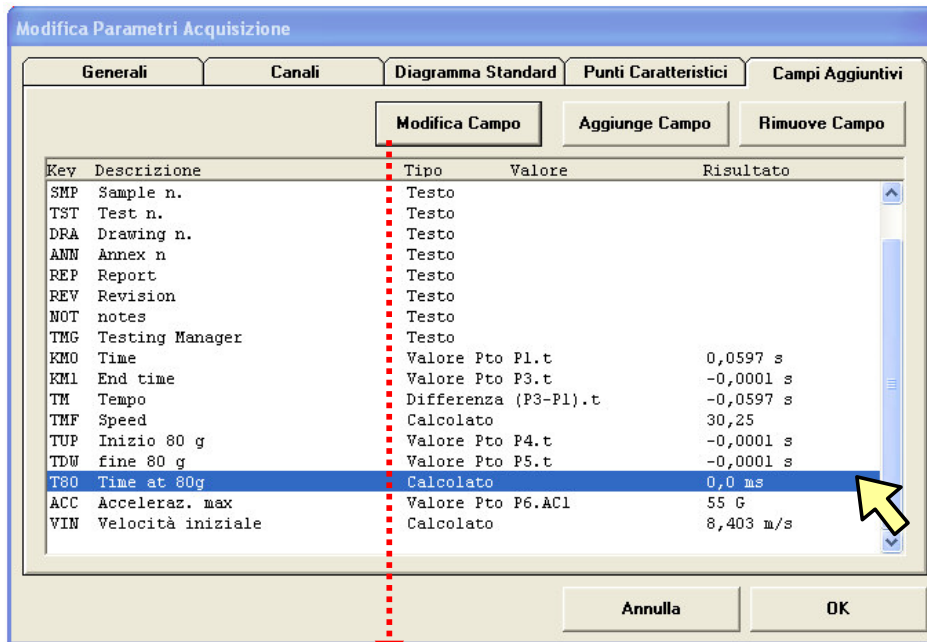 Modifica Parametri Acquisizione
Generali Canali Diagramma Standard Punti Caratteristici Campi Aggiuntivi
Modifica Campo Aggiunge Campo Rimuove Campo
Key Descrizione Tipo Valore Risultato
SMP Sample n. Testo
TST Test n. Testo
DRA Drawing n. Testo
ANN Annex n Testo
REP Report Testo
REV Revision Testo
NOT notes Testo
TMG Testing Manager Testo
KM0 Time Valore Pto P1.t 0,0597 s
KM1 End time Valore Pto P3.t -0,0001 s
TM Tempo Differenza (P3-P1).t -0,0597 s
TMF Speed Calcolato 30,25
TUP Inizio 80 g Valore Pto P4.t -0,0001 s
TDW fine 80 g Valore Pto P5.t -0,0001 s
T80 Time at 80g Calcolato 0,0 ms
ACC Acceleraz. max Valore Pto P6.AC1 55 G
VIN Velocità iniziale Calcolato 8,403 m/s
Annulla OK